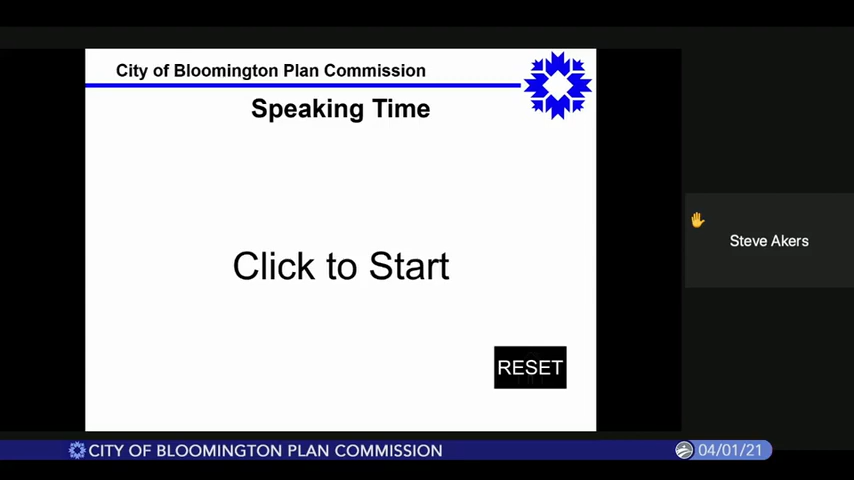 City of Bloomington Plan Commission
Speaking Time
Click to Start
RESET
Steve Akers
CITY OF BLOOMINGTON PLAN COMMISSION
04/01/21